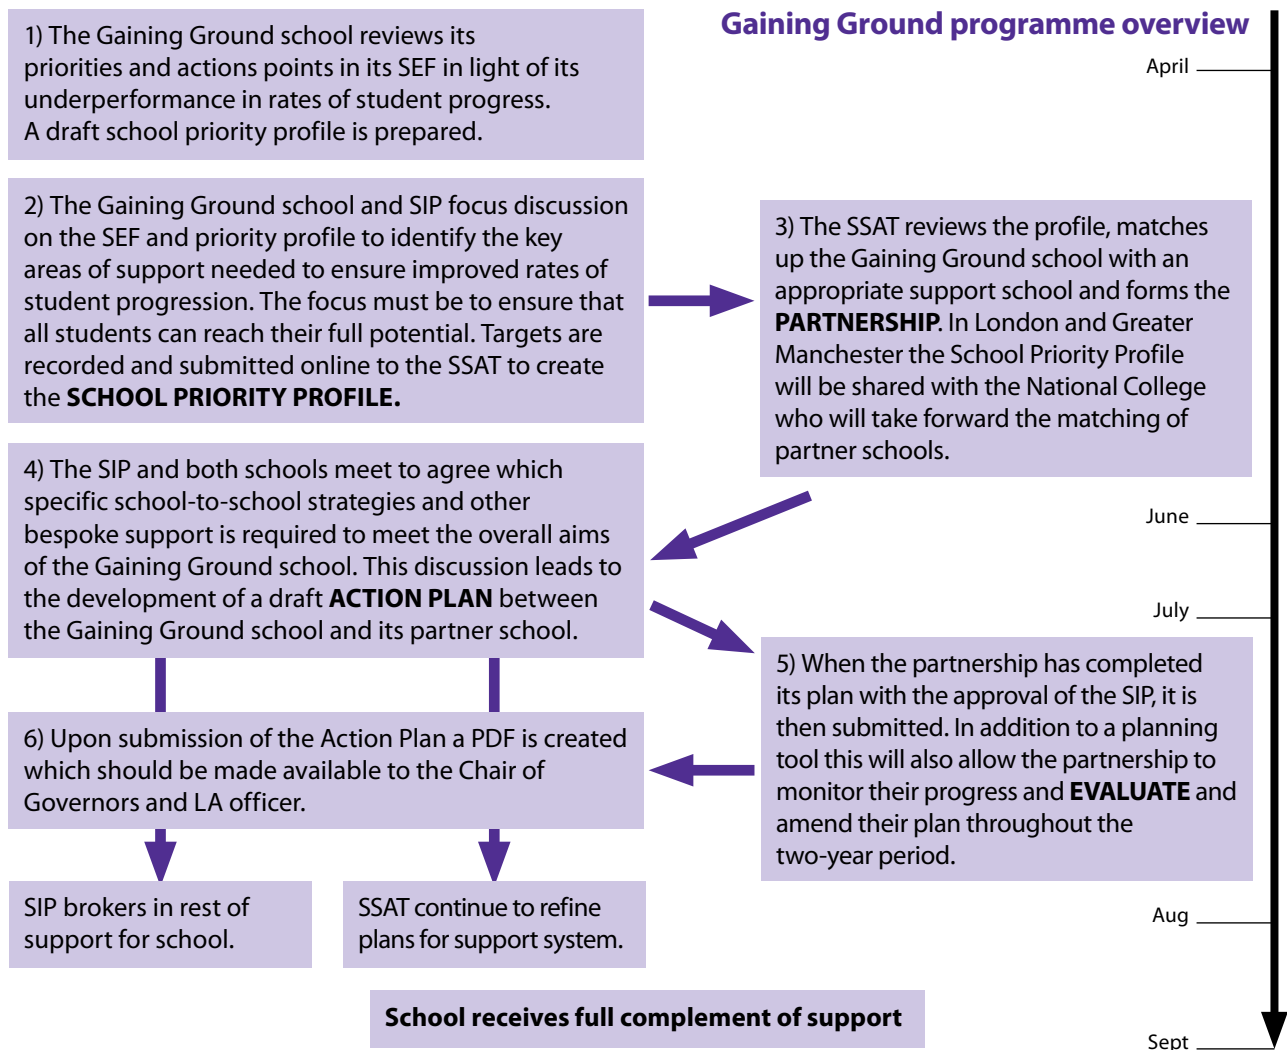 Gaining Ground programme overview
1) The Gaining Ground school reviews its
priorities and actions points in its SEF in light of its
underperformance in rates of student progress.
A draft school priority profile is prepared.
April
2) The Gaining Ground school and SIP focus discussion
on the SEF and priority profile to identify the key
areas of support needed to ensure improved rates of
student progression. The focus must be to ensure that
all students can reach their full potential. Targets are
recorded and submitted online to the SSAT to create
the SCHOOL PRIORITY PROFILE.
3) The SSAT reviews the profile, matches
up the Gaining Ground school with an
appropriate support school and forms the
PARTNERSHIP. In London and Greater
Manchester the School Priority Profile
will be shared with the National College
who will take forward the matching of
partner schools.
4) The SIP and both schools meet to agree which
specific school-to-school strategies and other
bespoke support is required to meet the overall aims
of the Gaining Ground school. This discussion leads to
the development of a draft ACTION PLAN between
the Gaining Ground school and its partner school.
June
July
5) When the partnership has completed
its plan with the approval of the SIP, it is
then submitted. In addition to a planning
tool this will also allow the partnership to
monitor their progress and EVALUATE and
amend their plan throughout the
two-year period.
6) Upon submission of the Action Plan a PDF is created
which should be made available to the Chair of
Governors and LA officer.
SIP brokers in rest of
support for school.
SSAT continue to refine
plans for support system.
Aug
School receives full complement of support
Sept